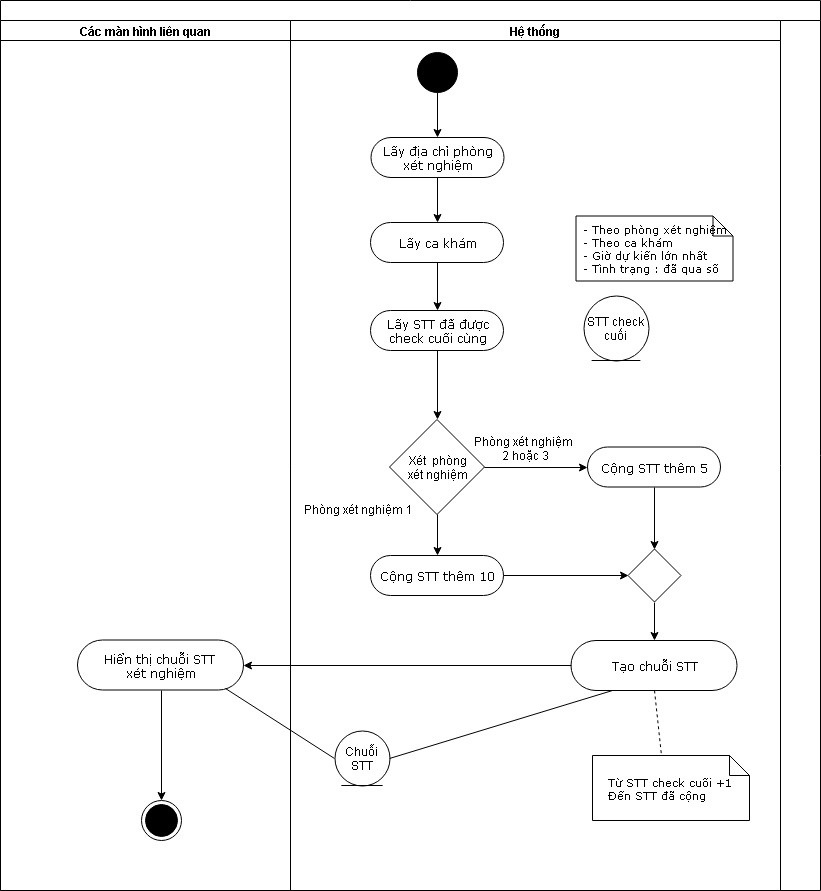 Các màn hình liên quan
Hệ thống
Lấy địa chỉ phòng
xét nghiệm
Lấy ca khám
- Theo phòng xét nghiệm
- Theo ca khám
- Giờ dự kiến lớn nhất
- Tình trạng : đã qua số
Lấy STT đã được
check cuối cùng
STT check
cuối
Xét phòng
xét nghiệm
Phòng xét nghiệm
2 hoặc 3
Cộng STT thêm 5
Phòng xét nghiệm 1
Cộng STT thêm 10
Hiển thị chuỗi STT
xét nghiệm
Tạo chuỗi STT
Chuỗi
STT
Từ STT check cuối +1
Đến STT đã cộng